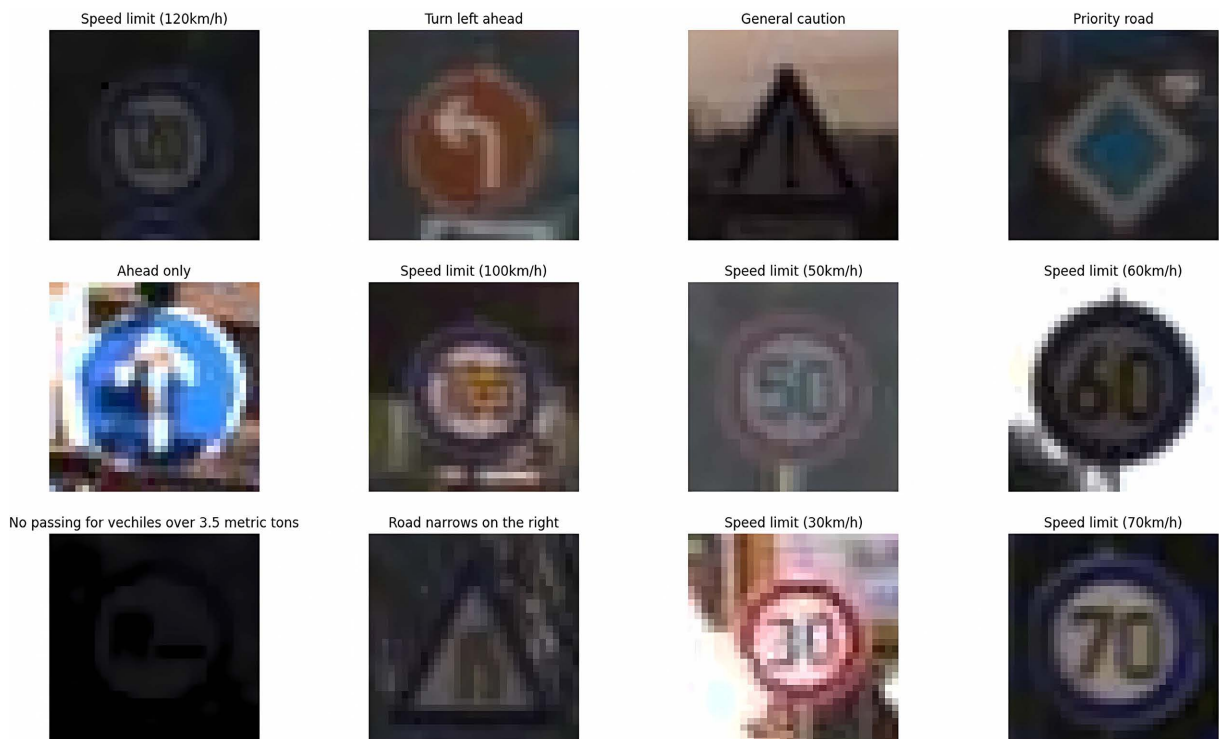 Speed limit (120km/h)
Turn left ahead
General caution
Priority road
Ahead only
Speed limit (100km/h)
Speed limit (50km/h)
Speed limit (60km/h)
50
60
No passing for vechiles over 3.5 metric tons
Road narrows on the right
Speed limit (30km/h)
Speed limit (70km/h)
30
70